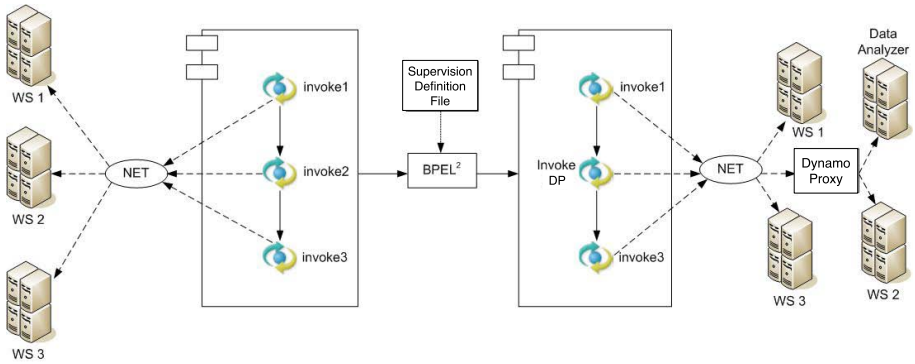 WS 1
WS 2
WS 3
NET
invoke1
invoke2
invoke3
Supervision
Definition
File
BPEL²
invoke1
Invoke
DP
invoke3
NET
WS 1
Dynamo
Proxy
WS 3
Data
Analyzer
WS 2